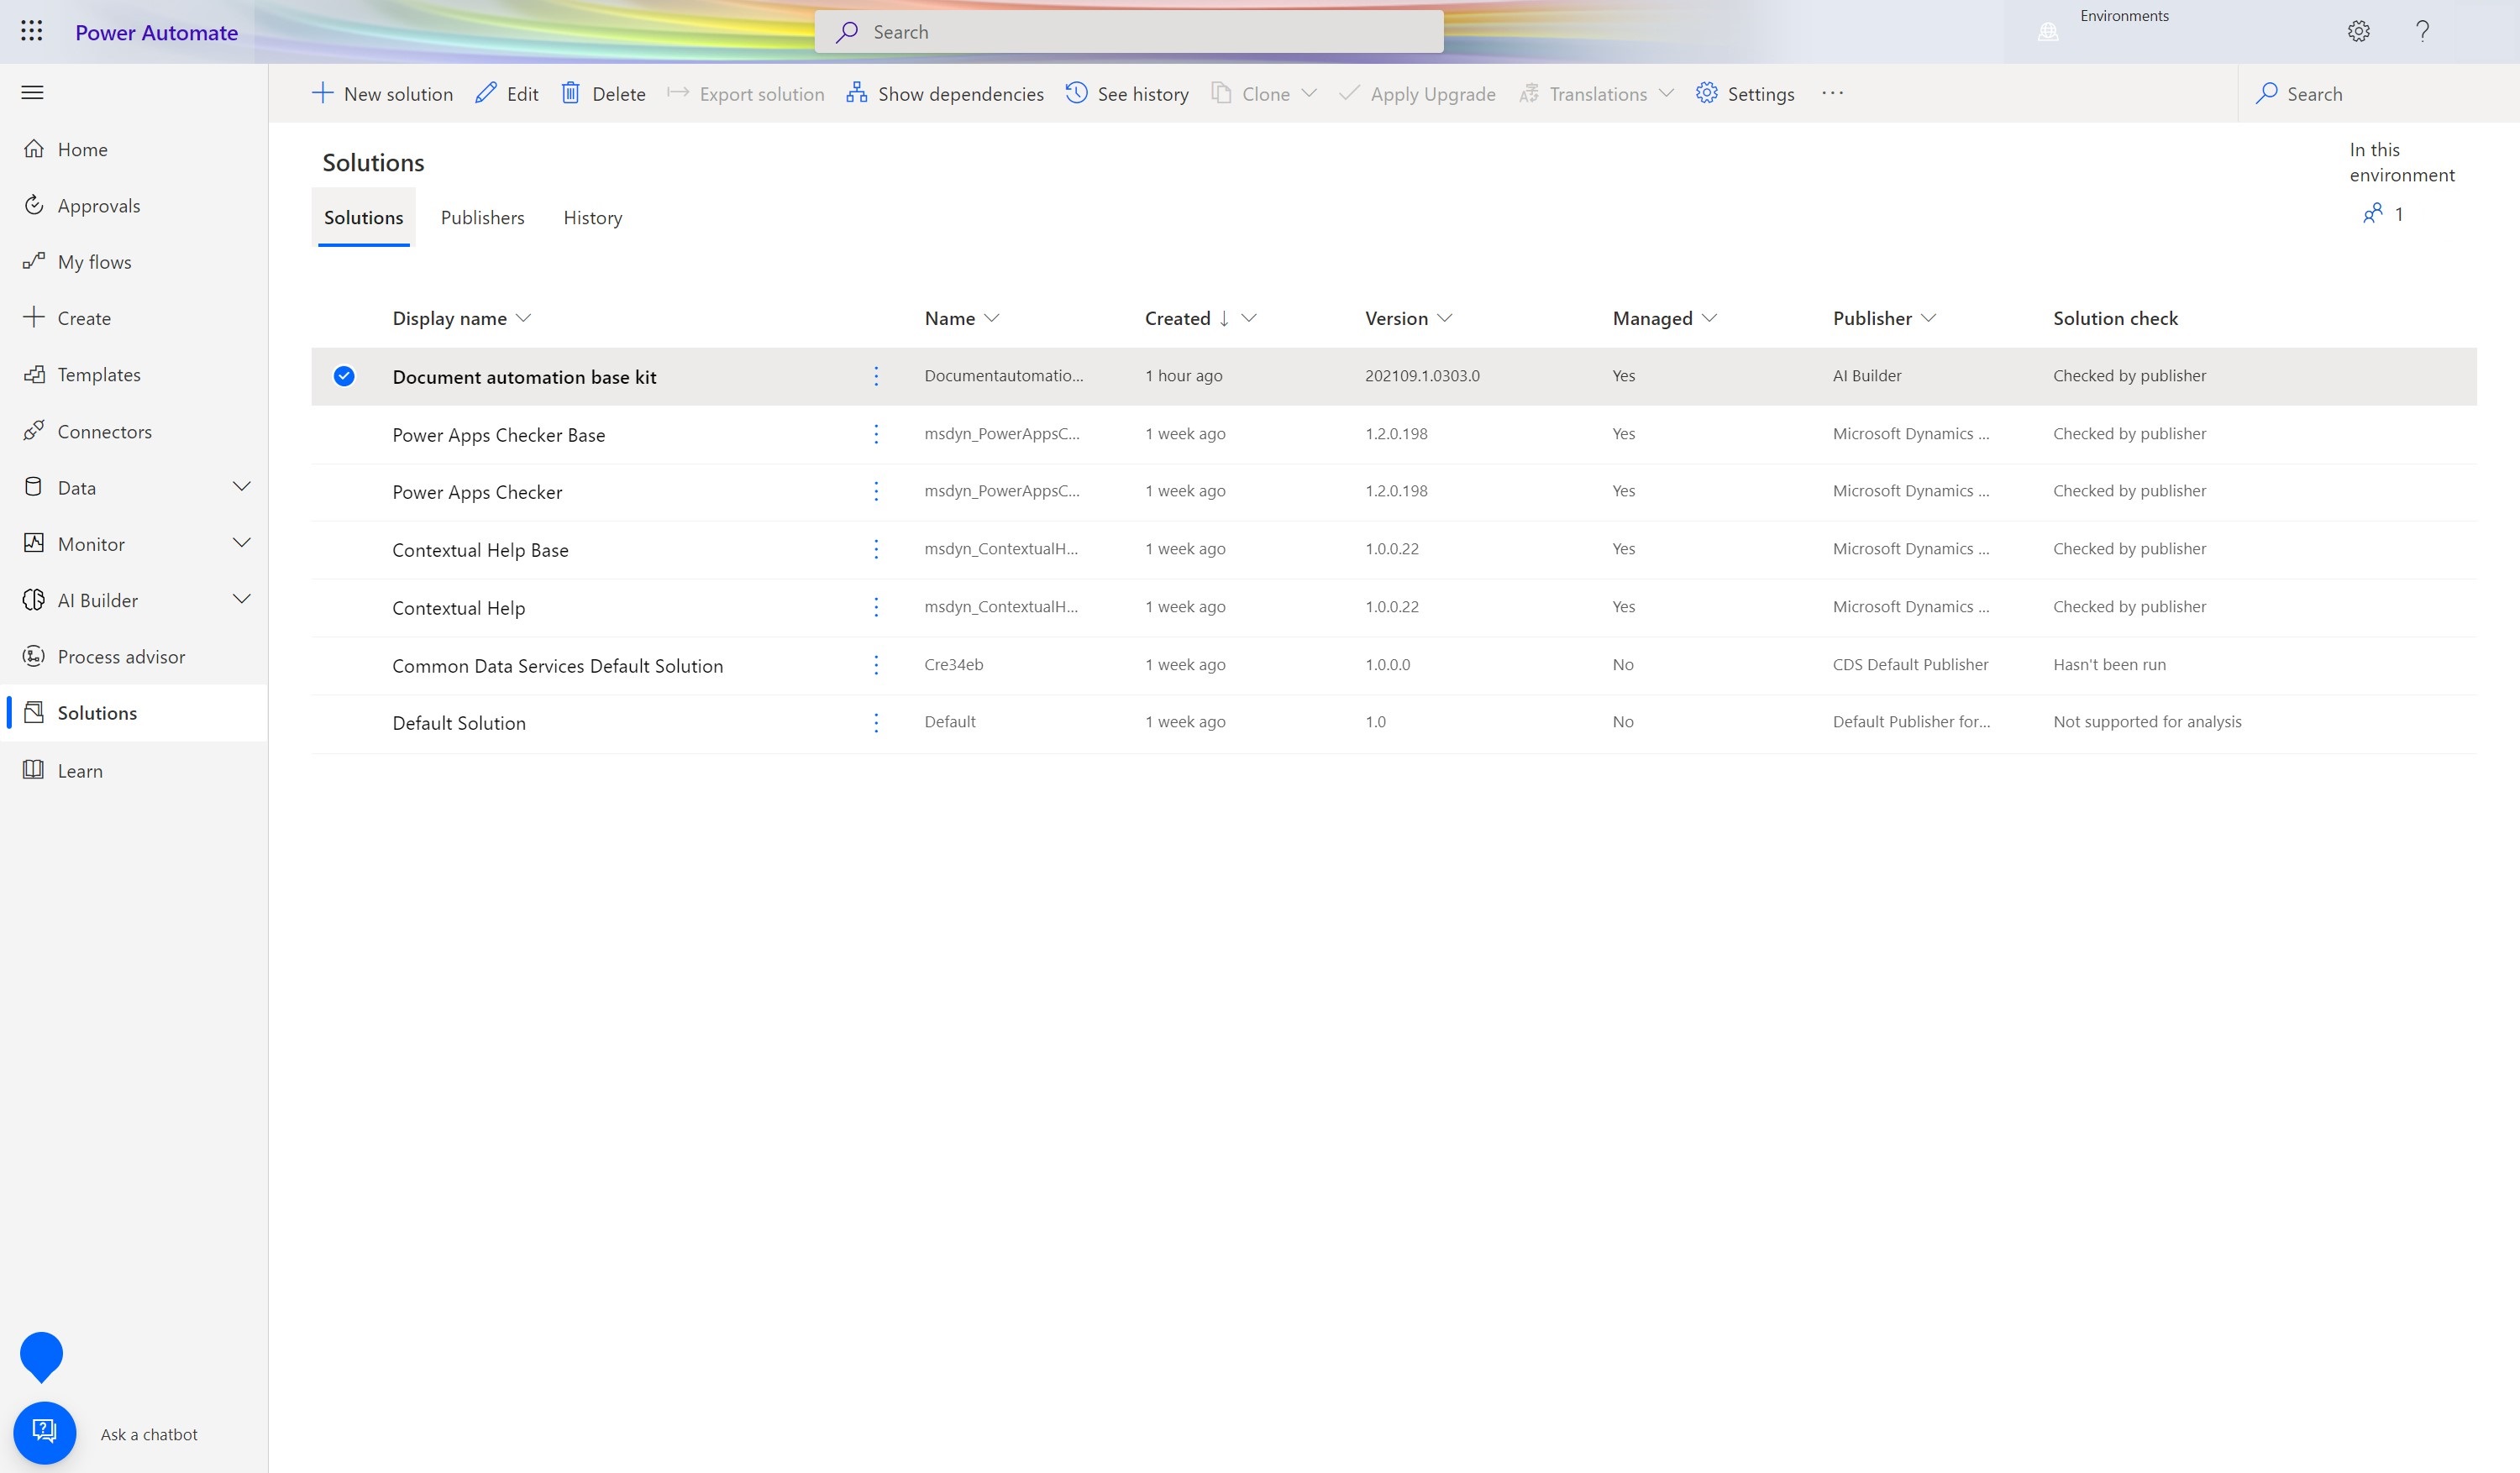 Power Automate
Search
Environments
New solution Edit Delete Export solution Show dependencies See history Clone Apply Upgrade Translations Settings ··· Search
Home
Approvals
My flows
Create
Templates
Connectors
Data
Monitor
AI Builder
Process advisor
Solutions
Learn
Ask a chatbot
Solutions
In this
environment
1
Solutions Publishers History
Display name Name Created Version Managed Publisher Solution check
Document automation base kit Documentautomatio... 1 hour ago 202109.1.0303.0 Yes AI Builder Checked by publisher
Power Apps Checker Base msdyn_PowerAppsC... 1 week ago 1.2.0.198 Yes Microsoft Dynamics ... Checked by publisher
Power Apps Checker msdyn_PowerAppsC... 1 week ago 1.2.0.198 Yes Microsoft Dynamics ... Checked by publisher
Contextual Help Base msdyn_ContextualH... 1 week ago 1.0.0.22 Yes Microsoft Dynamics ... Checked by publisher
Contextual Help msdyn_ContextualH... 1 week ago 1.0.0.22 Yes Microsoft Dynamics ... Checked by publisher
Common Data Services Default Solution Cre34eb 1 week ago 1.0.0.0 No CDS Default Publisher Hasn't been run
Default Solution Default 1 week ago 1.0 No Default Publisher for... Not supported for analysis